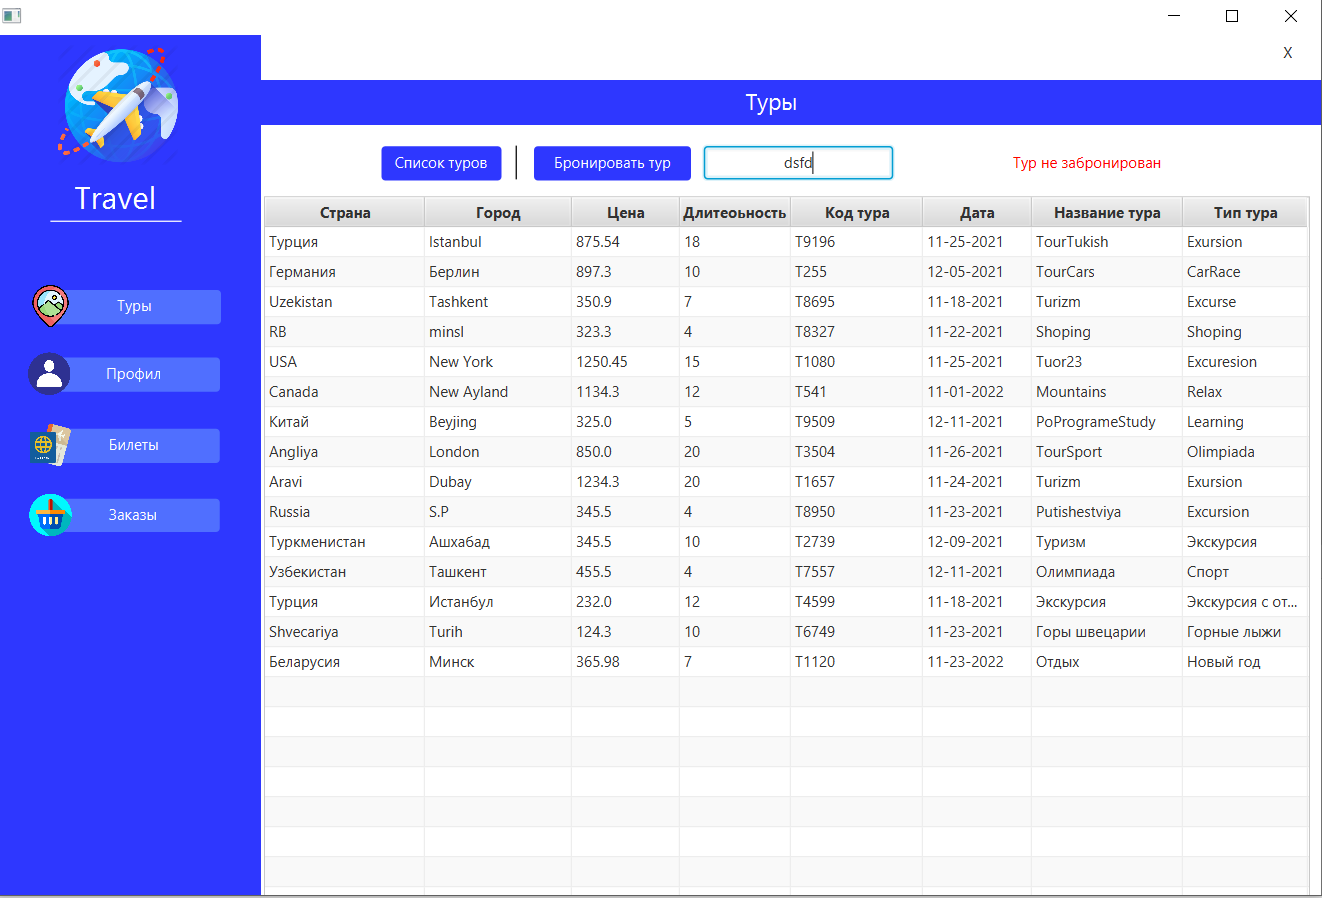 X
Туры
Список туров | Бронировать тур dsfd Тур не забронирован
Travel
Туры
Профил
Билеты
Заказы
Страна Город Цена Длитеоьность Код тура Дата Название тура Тип тура
Турция Istanbul 875.54 18 T9196 11-25-2021 TourTukish Exursion
Германия Берлин 897.3 10 T255 12-05-2021 TourCars CarRace
Uzekistan Tashkent 350.9 7 T8695 11-18-2021 Turizm Excurse
RB minsl 323.3 4 T8327 11-22-2021 Shoping Shoping
USA New York 1250.45 15 T1080 11-25-2021 Tuor23 Excuresion
Canada New Ayland 1134.3 12 T541 11-01-2022 Mountains Relax
Китай Beyjing 325.0 5 T9509 12-11-2021 PoProgrameStudy Learning
Angliya London 850.0 20 T3504 11-26-2021 TourSport Olimpiada
Aravi Dubay 1234.3 20 T1657 11-24-2021 Turizm Exursion
Russia S.P 345.5 4 T8950 11-23-2021 Putishestviya Excursion
Туркменистан Ашхабад 345.5 10 T2739 12-09-2021 Туризм Экскурсия
Узбекистан Ташкент 455.5 4 T7557 12-11-2021 Олимпиада Спорт
Турция Истанбул 232.0 12 T4599 11-18-2021 Экскурсия Экскурсия с от...
Shvecariya Turih 124.3 10 T6749 11-23-2021 Горы швецарии Горные лыжи
Беларусия Минск 365.98 7 T1120 11-23-2022 Отдых Новый год